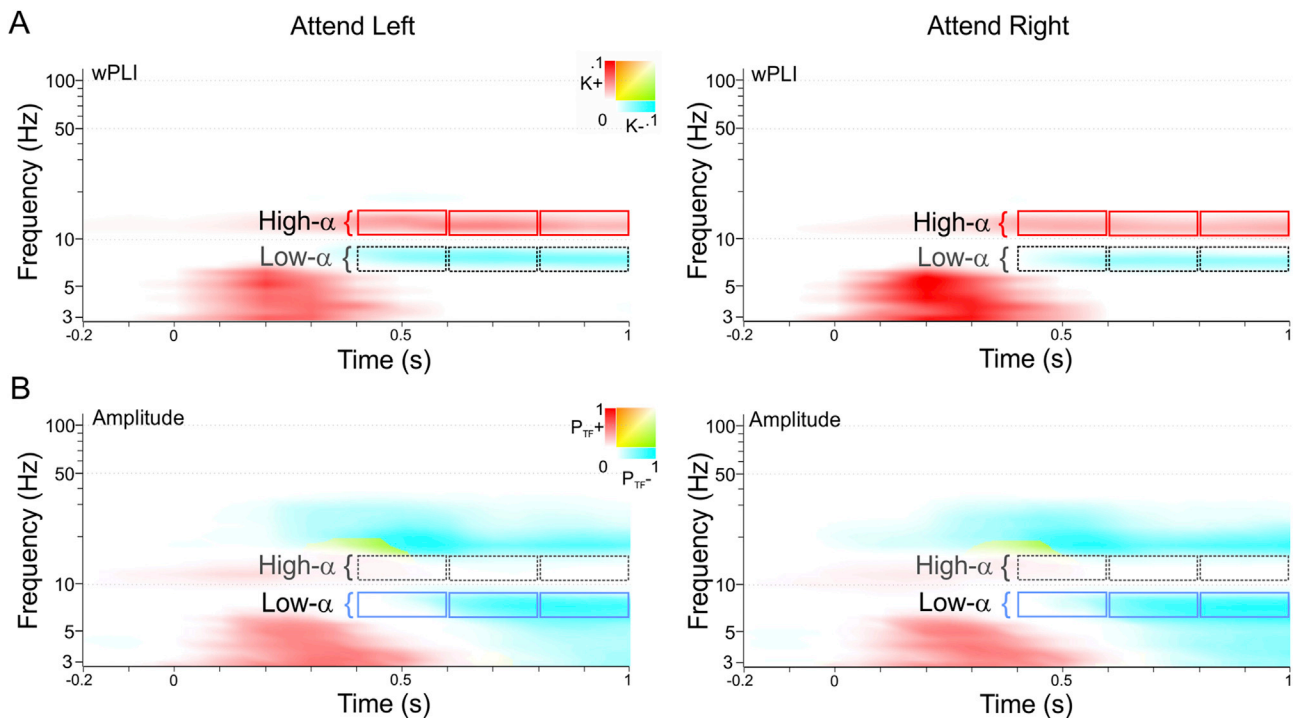 A
Attend Left
Attend Right
wPLI
.1
K+
0
K-
.1
Frequency (Hz)
100
50
10
5
3
High-α {
Low-α {
-0.2
0
0.5
1
Time (s)
wPLI
Frequency (Hz)
100
50
10
5
3
High-α {
Low-α {
-0.2
0
0.5
1
Time (s)
B
Amplitude
1
PTF+
0
1
PTF-
Frequency (Hz)
100
50
10
5
3
High-α {
Low-α {
-0.2
0
0.5
1
Time (s)
Amplitude
Frequency (Hz)
100
50
10
5
3
High-α {
Low-α {
-0.2
0
0.5
1
Time (s)